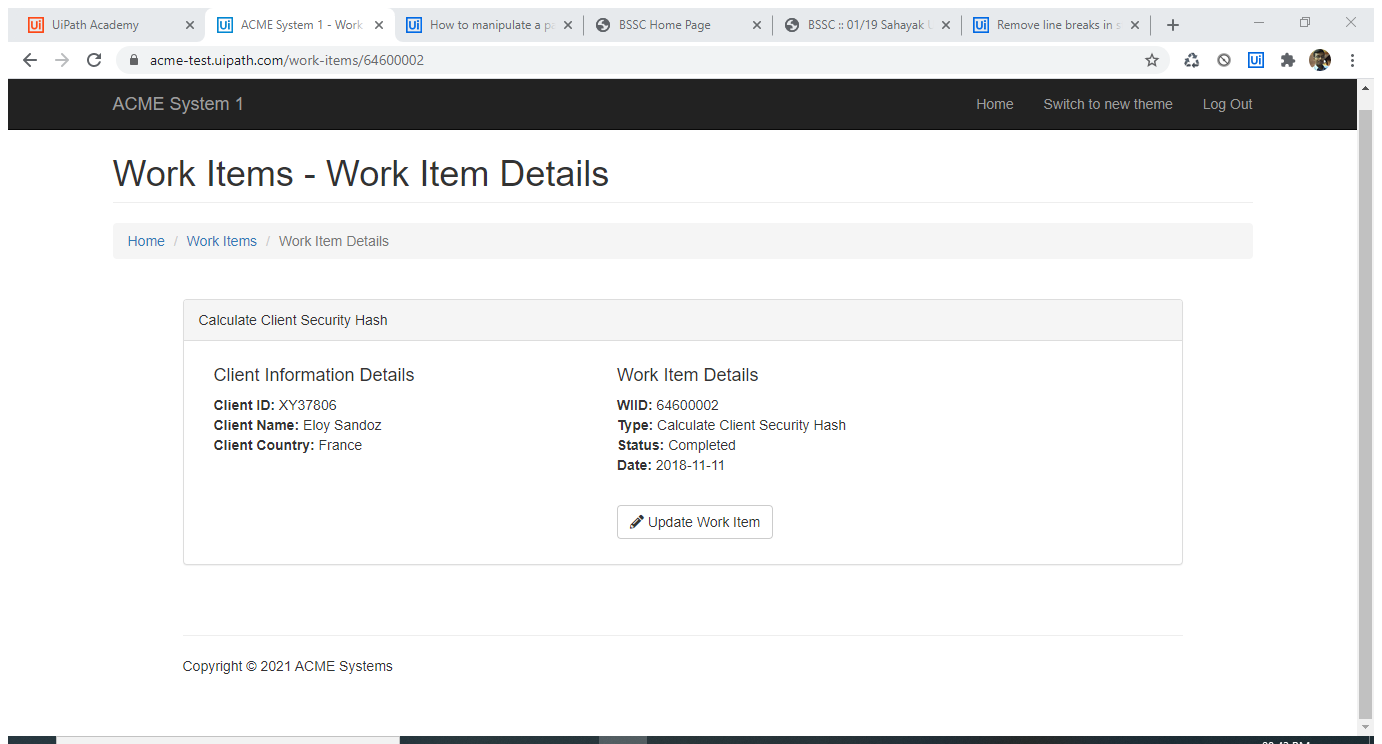 UiPath Academy
ACME System 1 - Work
How to manipulate a pa
BSSC Home Page
BSSC :: 01/19 Sahayak
Remove line breaks in s
acme-test.uipath.com/work-items/64600002
ACME System 1
Home
Switch to new theme
Log Out
Work Items - Work Item Details
Home / Work Items / Work Item Details
Calculate Client Security Hash
Client Information Details
Client ID: XY37806
Client Name: Eloy Sandoz
Client Country: France
Work Item Details
WIID: 64600002
Type: Calculate Client Security Hash
Status: Completed
Date: 2018-11-11
Update Work Item
Copyright © 2021 ACME Systems